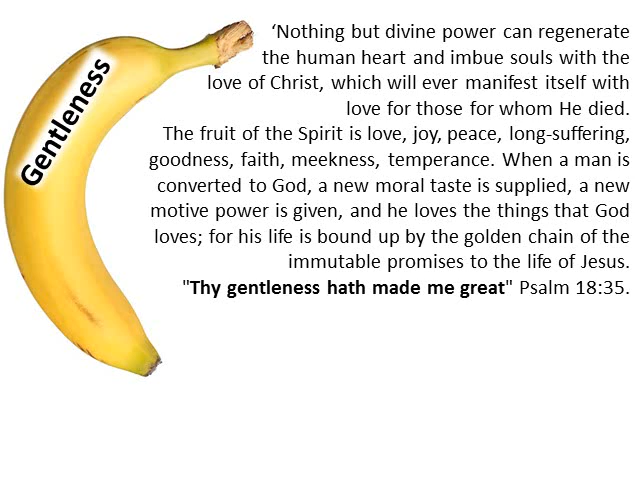 Gentleness
‘Nothing but divine power can regenerate
the human heart and imbue souls with the
love of Christ, which will ever manifest itself with
love for those for whom He died.
The fruit of the Spirit is love, joy, peace, long-suffering,
goodness, faith, meekness, temperance. When a man is
converted to God, a new moral taste is supplied, a new
motive power is given, and he loves the things that God
loves; for his life is bound up by the golden chain of the
immutable promises to the life of Jesus.
"Thy gentleness hath made me great" Psalm 18:35.